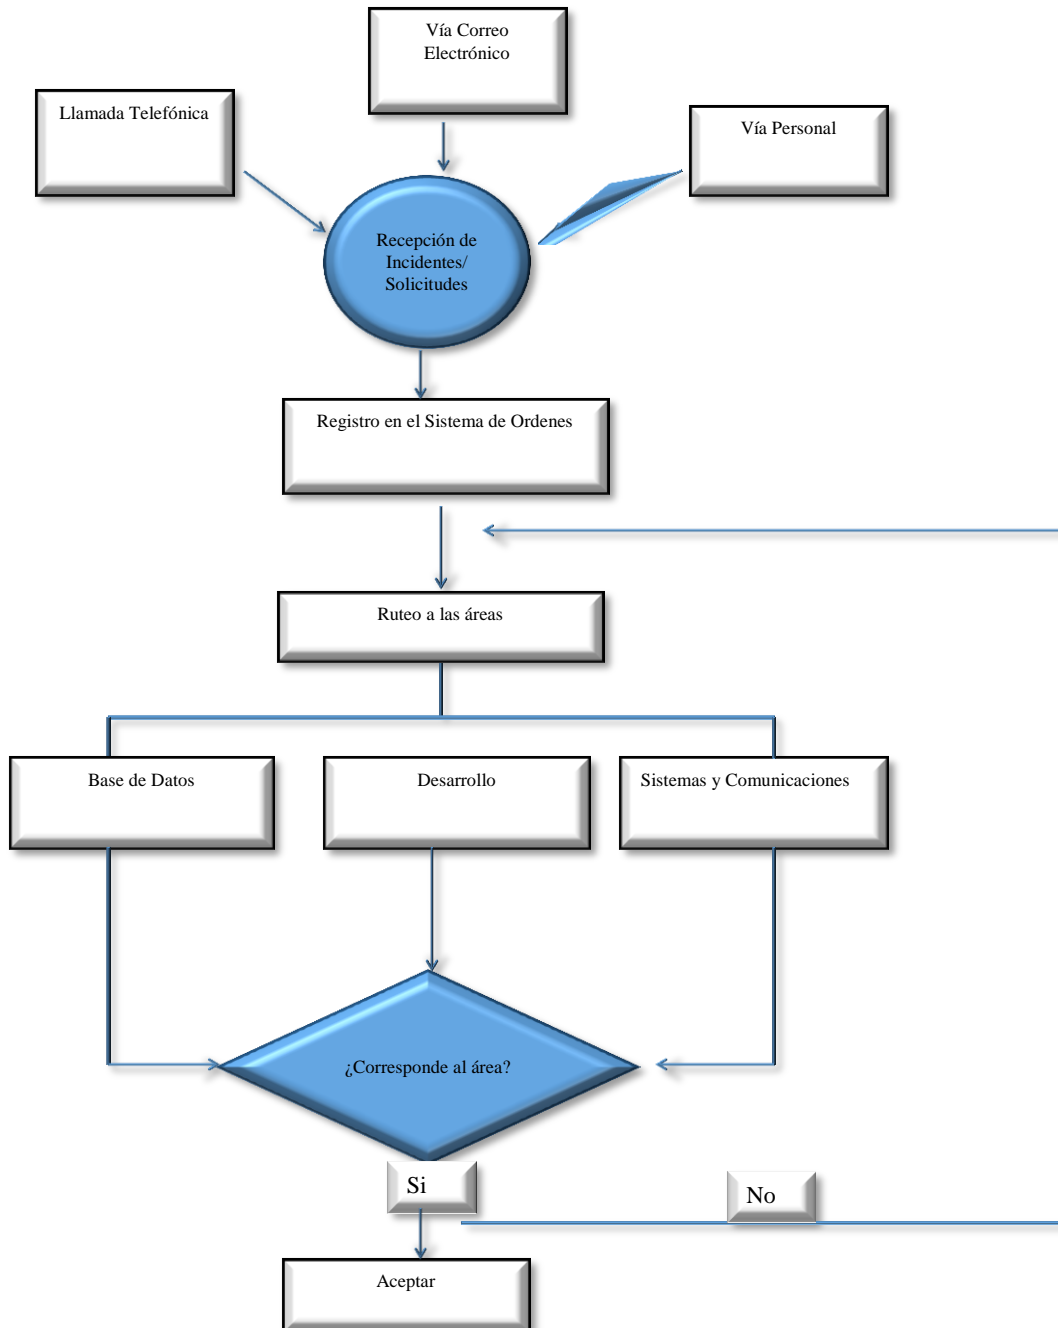 Vía Correo
Electrónico
Llamada Telefónica
Vía Personal
Recepción de
Incidentes/
Solicitudes
Registro en el Sistema de Ordenes
Ruteo a las áreas
Base de Datos
Desarrollo
Sistemas y Comunicaciones
¿Corresponde al área?
Si
No
Aceptar